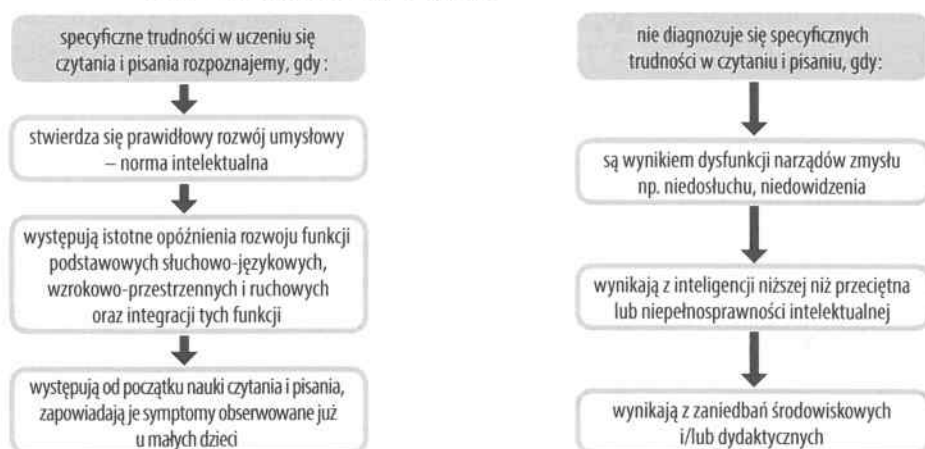 specyficzne trudności w uczeniu się
czytania i pisania rozpoznajemy, gdy :
stwierdza się prawidłowy rozwój umysłowy
– norma intelektualna
występują istotne opóźnienia rozwoju funkcji
podstawowych słuchowo-językowych,
wzrokowo-przestrzennych i ruchowych
oraz integracji tych funkcji
występują od początku nauki czytania i pisania,
zapowiadają je symptomy obserwowane już
u małych dzieci
nie diagnozuje się specyficznych
trudności w czytaniu i pisaniu, gdy:
są wynikiem dysfunkcji narządów zmysłu
np. niedosłuchu, niedowidzenia
wynikają z inteligencji niższej niż przeciętna
lub niepełnosprawności intelektualnej
wynikają z zaniedbań środowiskowych
i/lub dydaktycznych